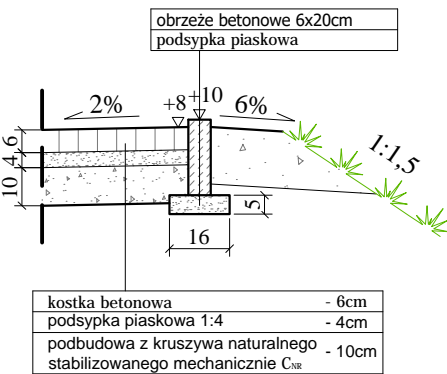 obrzeże betonowe 6x20cm
podsypka piaskowa
2%
+8
+10
6%
1:1,5
6
4
10
5
16
kostka betonowa - 6cm
podsypka piaskowa 1:4 - 4cm
podbudowa z kruszywa naturalnego
stabilizowanego mechanicznie CNR - 10cm